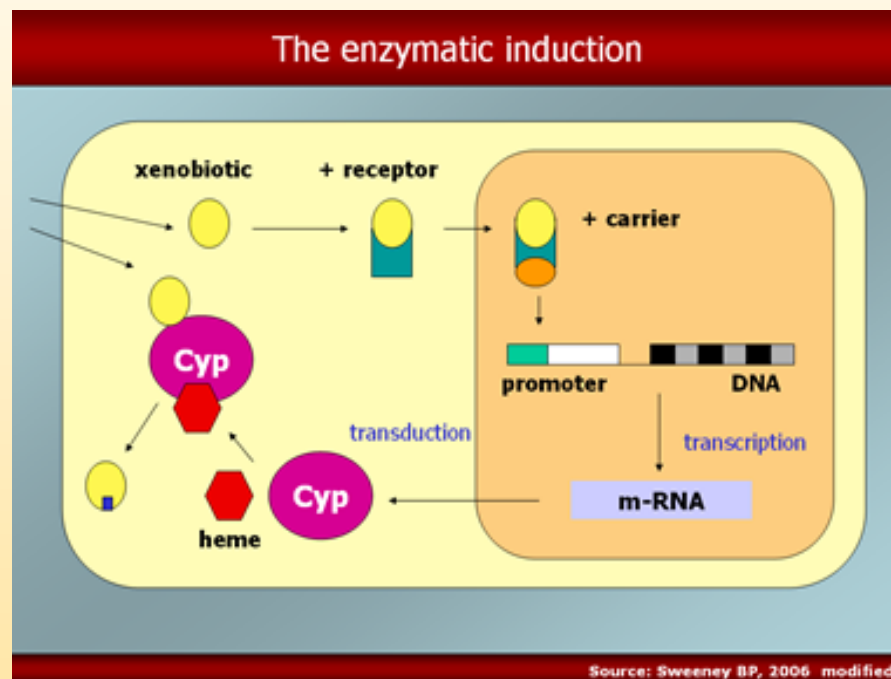 The enzymatic induction
xenobiotic
+ receptor
+ carrier
Cyp
promoter
DNA
transduction
transcription
Cyp
m-RNA
heme
Source: Sweeney BP, 2006 modified